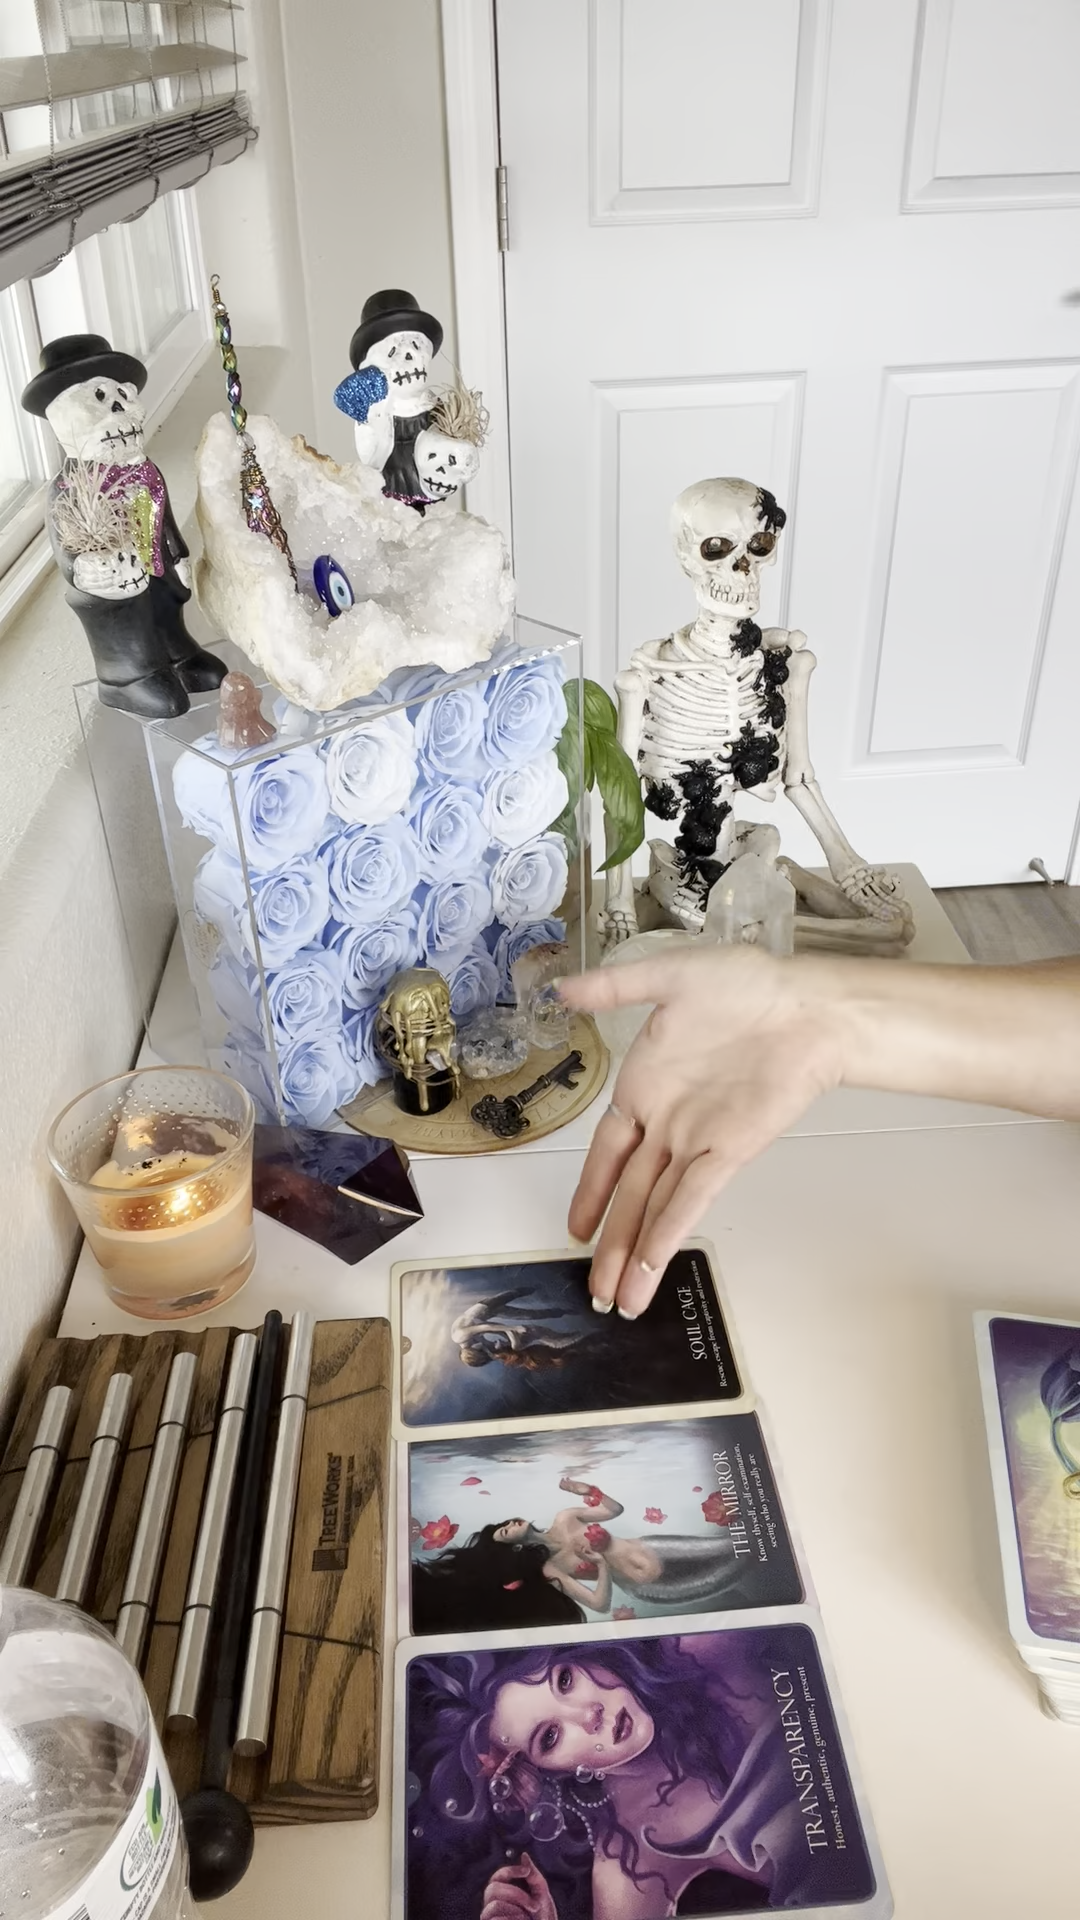 SOUL CAGE
Rescue, escape from captivity and restriction
THE MIRROR
Know thyself, self examination,
seeing who you really are
TRANSPARENCY
Honest, authentic, genuine, present
TREEWORKS